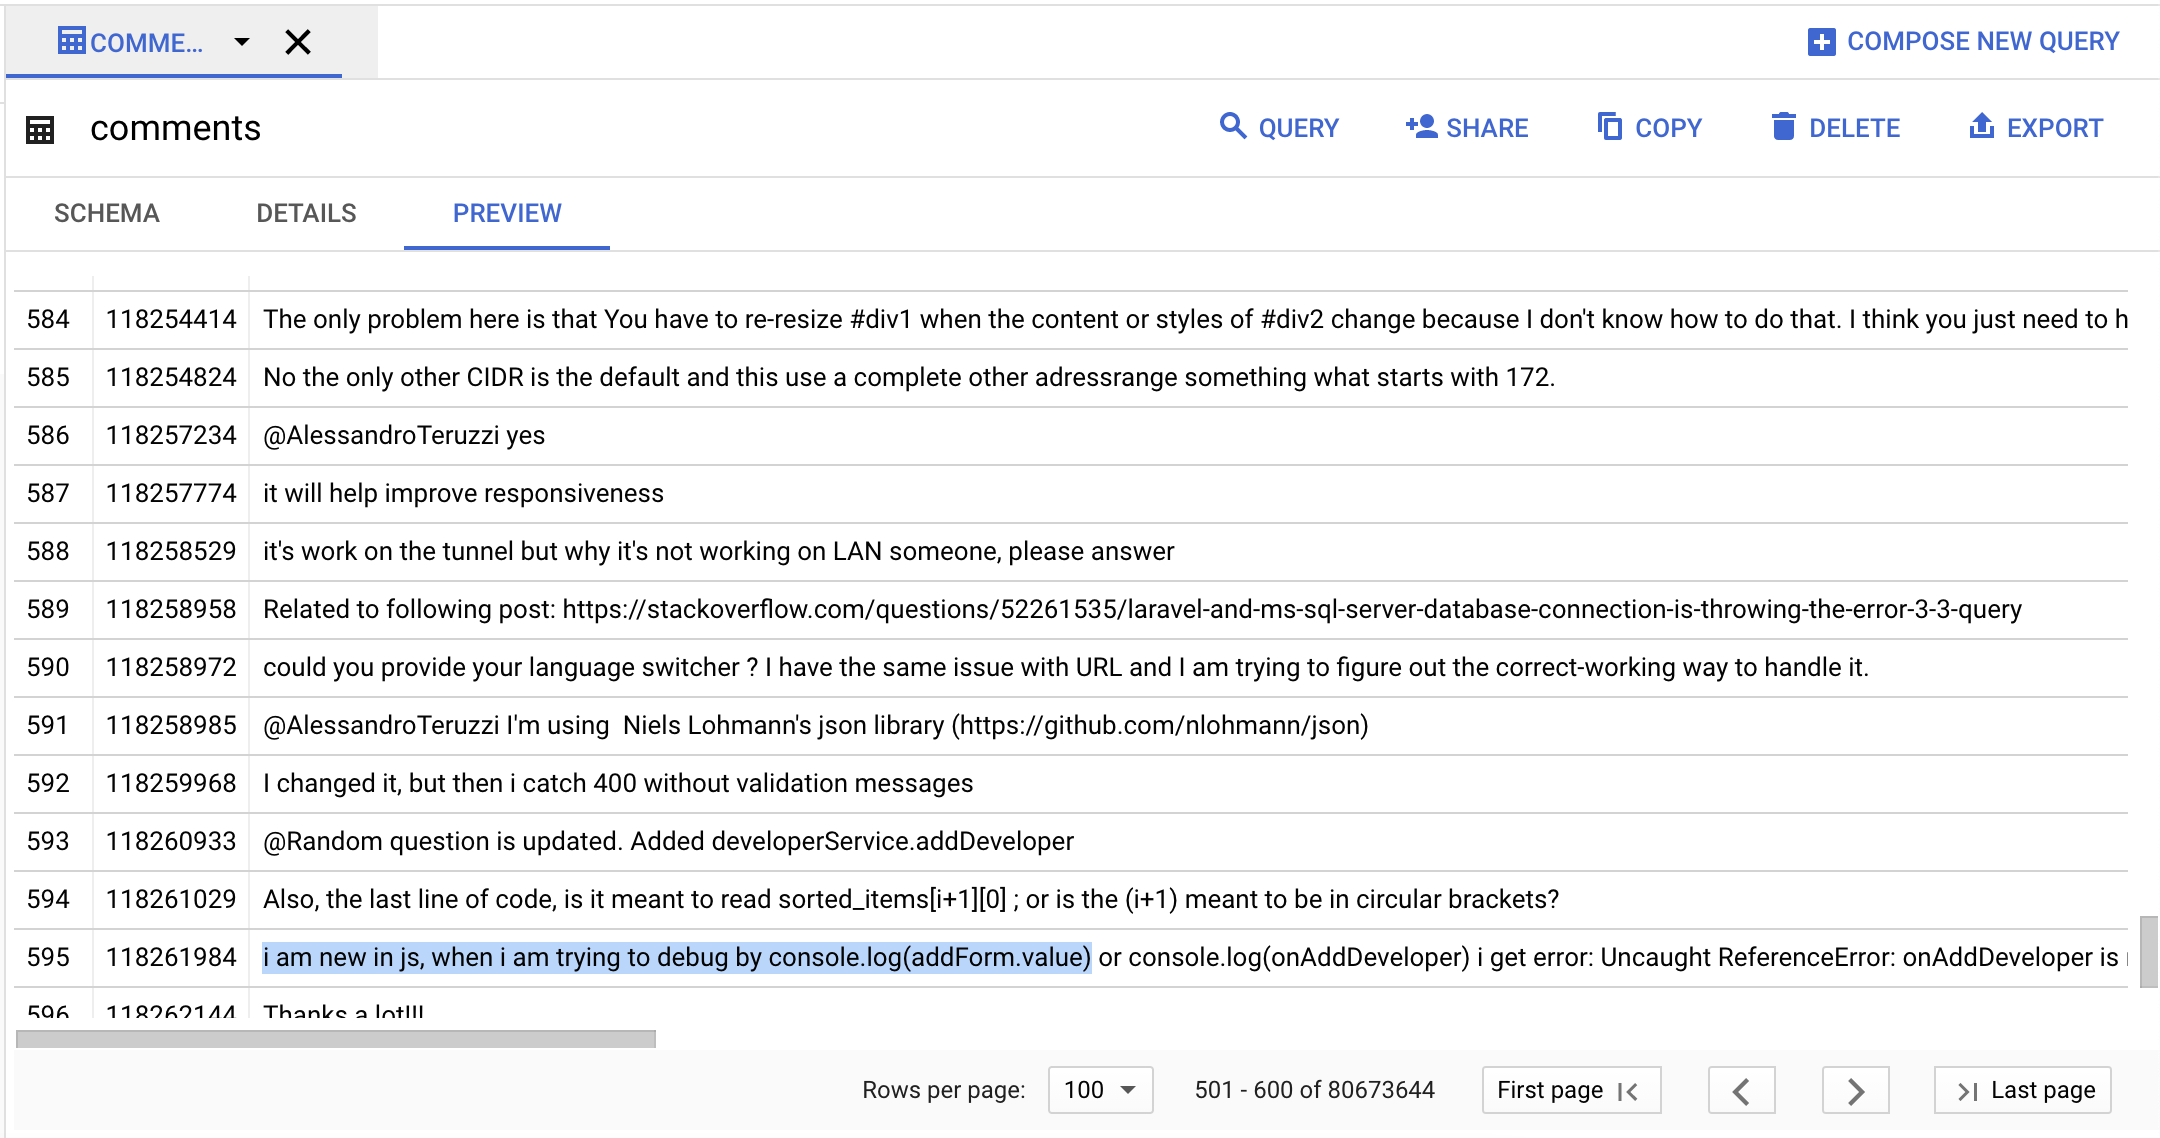 COMME...
COMPOSE NEW QUERY
comments
QUERY SHARE COPY DELETE EXPORT
SCHEMA DETAILS PREVIEW
584 118254414 The only problem here is that You have to re-resize #div1 when the content or styles of #div2 change because I don't know how to do that. I think you just need to h
585 118254824 No the only other CIDR is the default and this use a complete other adressrange something what starts with 172.
586 118257234 @AlessandroTeruzzi yes
587 118257774 it will help improve responsiveness
588 118258529 it's work on the tunnel but why it's not working on LAN someone, please answer
589 118258958 Related to following post: https://stackoverflow.com/questions/52261535/laravel-and-ms-sql-server-database-connection-is-throwing-the-error-3-3-query
590 118258972 could you provide your language switcher ? I have the same issue with URL and I am trying to figure out the correct-working way to handle it.
591 118258985 @AlessandroTeruzzi I'm using  Niels Lohmann's json library (https://github.com/nlohmann/json)
592 118259968 I changed it, but then i catch 400 without validation messages
593 118260933 @Random question is updated. Added developerService.addDeveloper
594 118261029 Also, the last line of code, is it meant to read sorted_items[i+1][0] ; or is the (i+1) meant to be in circular brackets?
595 118261984 i am new in js, when i am trying to debug by console.log(addForm.value) or console.log(onAddDeveloper) i get error: Uncaught ReferenceError: onAddDeveloper is
596 118262144 Thanks a lot!!!
Rows per page: 100 501 - 600 of 80673644 First page Last page